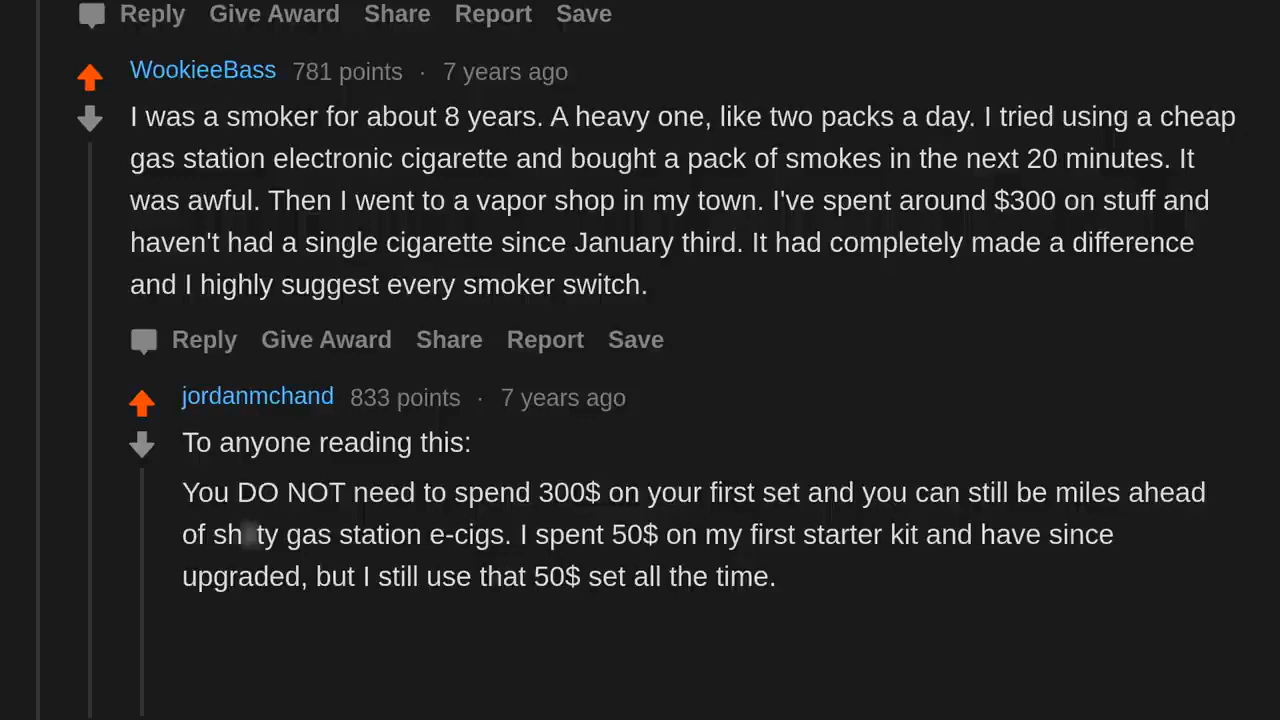 Reply Give Award Share Report Save
WookieeBass 781 points · 7 years ago
I was a smoker for about 8 years. A heavy one, like two packs a day. I tried using a cheap
gas station electronic cigarette and bought a pack of smokes in the next 20 minutes. It
was awful. Then I went to a vapor shop in my town. I've spent around $300 on stuff and
haven't had a single cigarette since January third. It had completely made a difference
and I highly suggest every smoker switch.
Reply Give Award Share Report Save
jordanmchand 833 points · 7 years ago
To anyone reading this:
You DO NOT need to spend 300$ on your first set and you can still be miles ahead
of gas station e-cigs. I spent 50$ on my first starter kit and have since
upgraded, but I still use that 50$ set all the time.